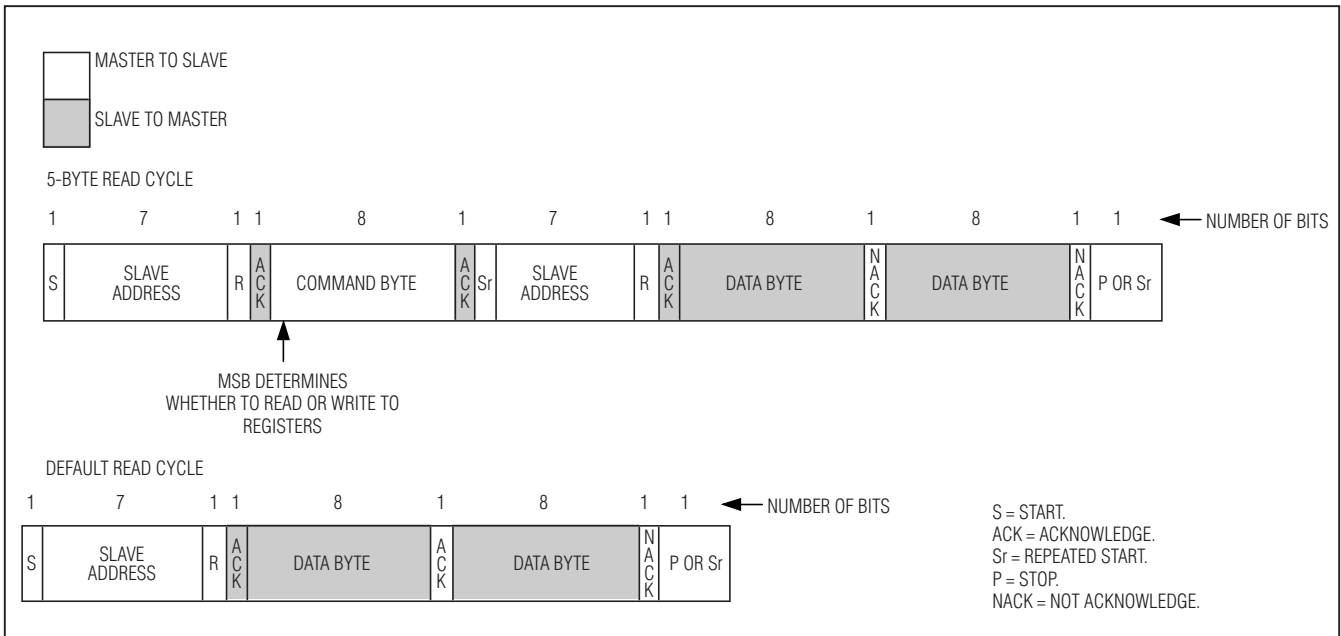 MASTER TO SLAVE
SLAVE TO MASTER
5-BYTE READ CYCLE
1 7 1 1 8 1 7 1 1 8 1 8 1 1 NUMBER OF BITS
S SLAVE ADDRESS R ACK COMMAND BYTE ACK Sr SLAVE ADDRESS R ACK DATA BYTE NACK DATA BYTE NACK P OR Sr
MSB DETERMINES
WHETHER TO READ OR WRITE TO
REGISTERS
DEFAULT READ CYCLE
1 7 1 1 8 1 8 1 1 NUMBER OF BITS
S SLAVE ADDRESS R ACK DATA BYTE ACK DATA BYTE NACK P OR Sr
S = START.
ACK = ACKNOWLEDGE.
Sr = REPEATED START.
P = STOP.
NACK = NOT ACKNOWLEDGE.